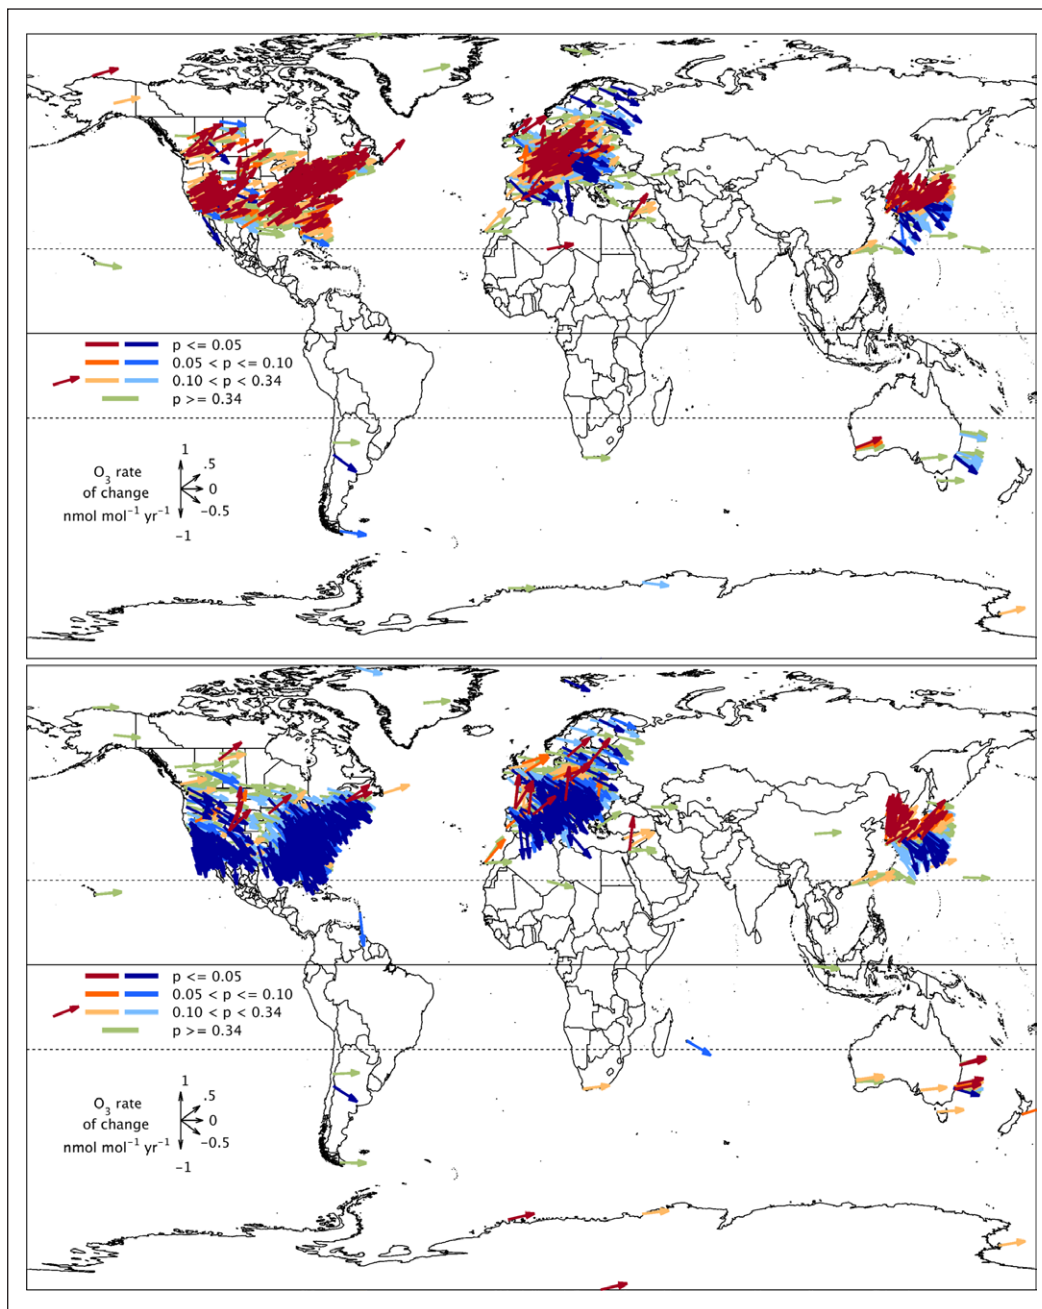 p <= 0.05
0.05 < p <= 0.10
0.10 < p < 0.34
p >= 0.34
1
.5
O3 rate
0
of change
-0.5
nmol mol−1 yr−1
-1
p <= 0.05
0.05 < p <= 0.10
0.10 < p < 0.34
p >= 0.34
1
.5
O3 rate
0
of change
-0.5
nmol mol−1 yr−1
-1